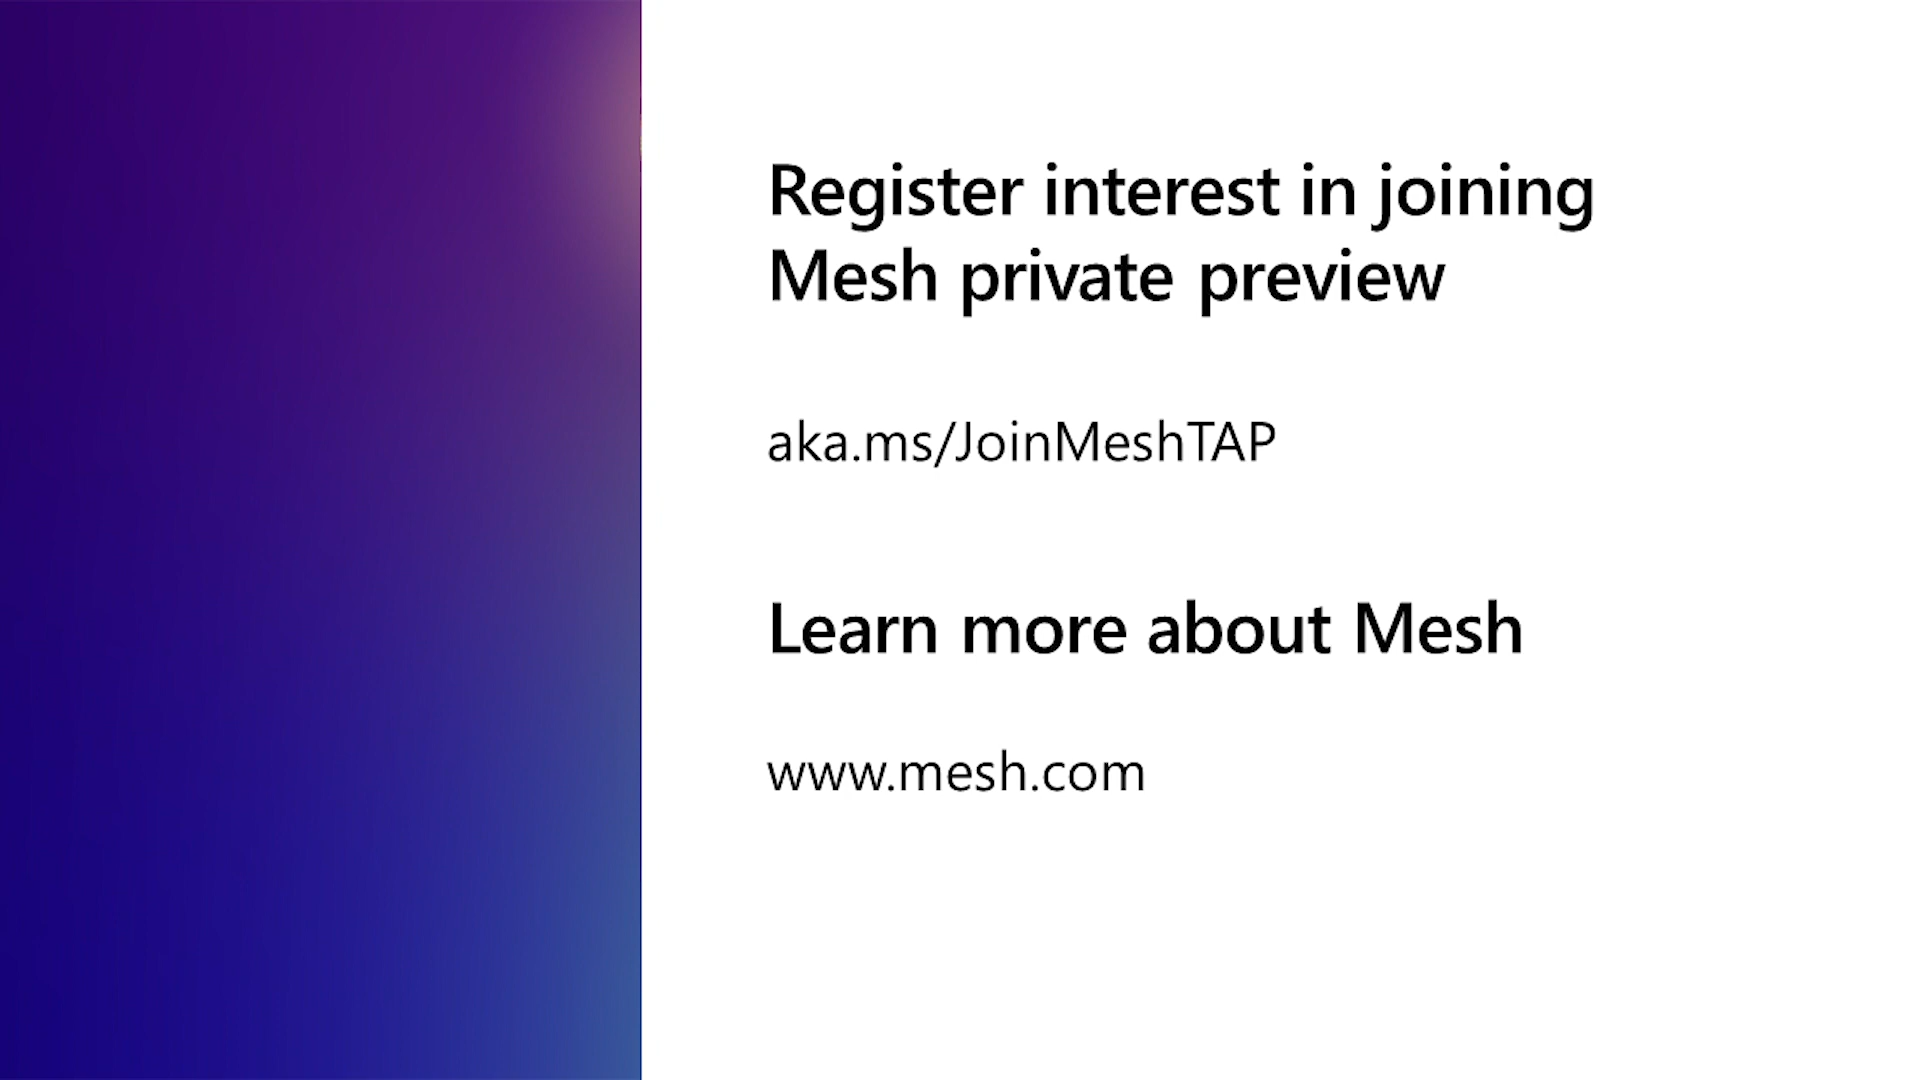 Register interest in joining
Mesh private preview
aka.ms/JoinMeshTAP
Learn more about Mesh
www.mesh.com